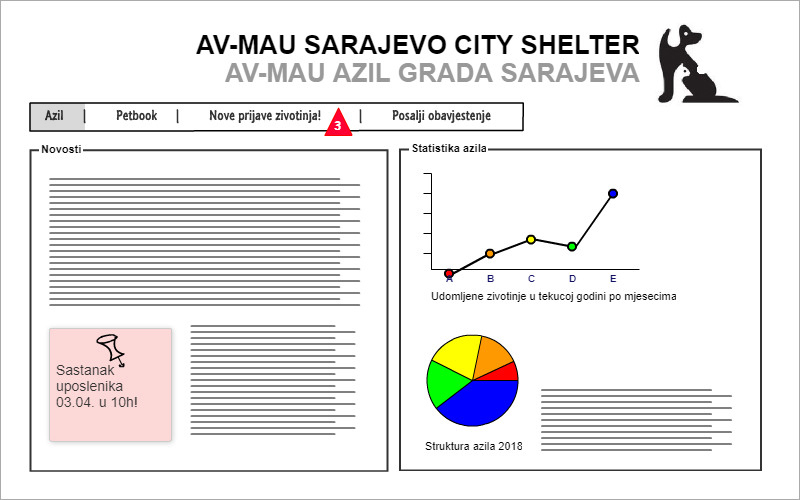 AV-MAU SARAJEVO CITY SHELTER
AV-MAU AZIL GRADA SARAJEVA
Azil | Petbook | Nove prijave zivotinja! 3 | Posalji obavjestenje
Novosti
Statistika azila
A B C D E
Udomljene zivotinje u tekucoj godini po mjesecima
Sastanak
uposlenika
03.04. u 10h!
Struktura azila 2018